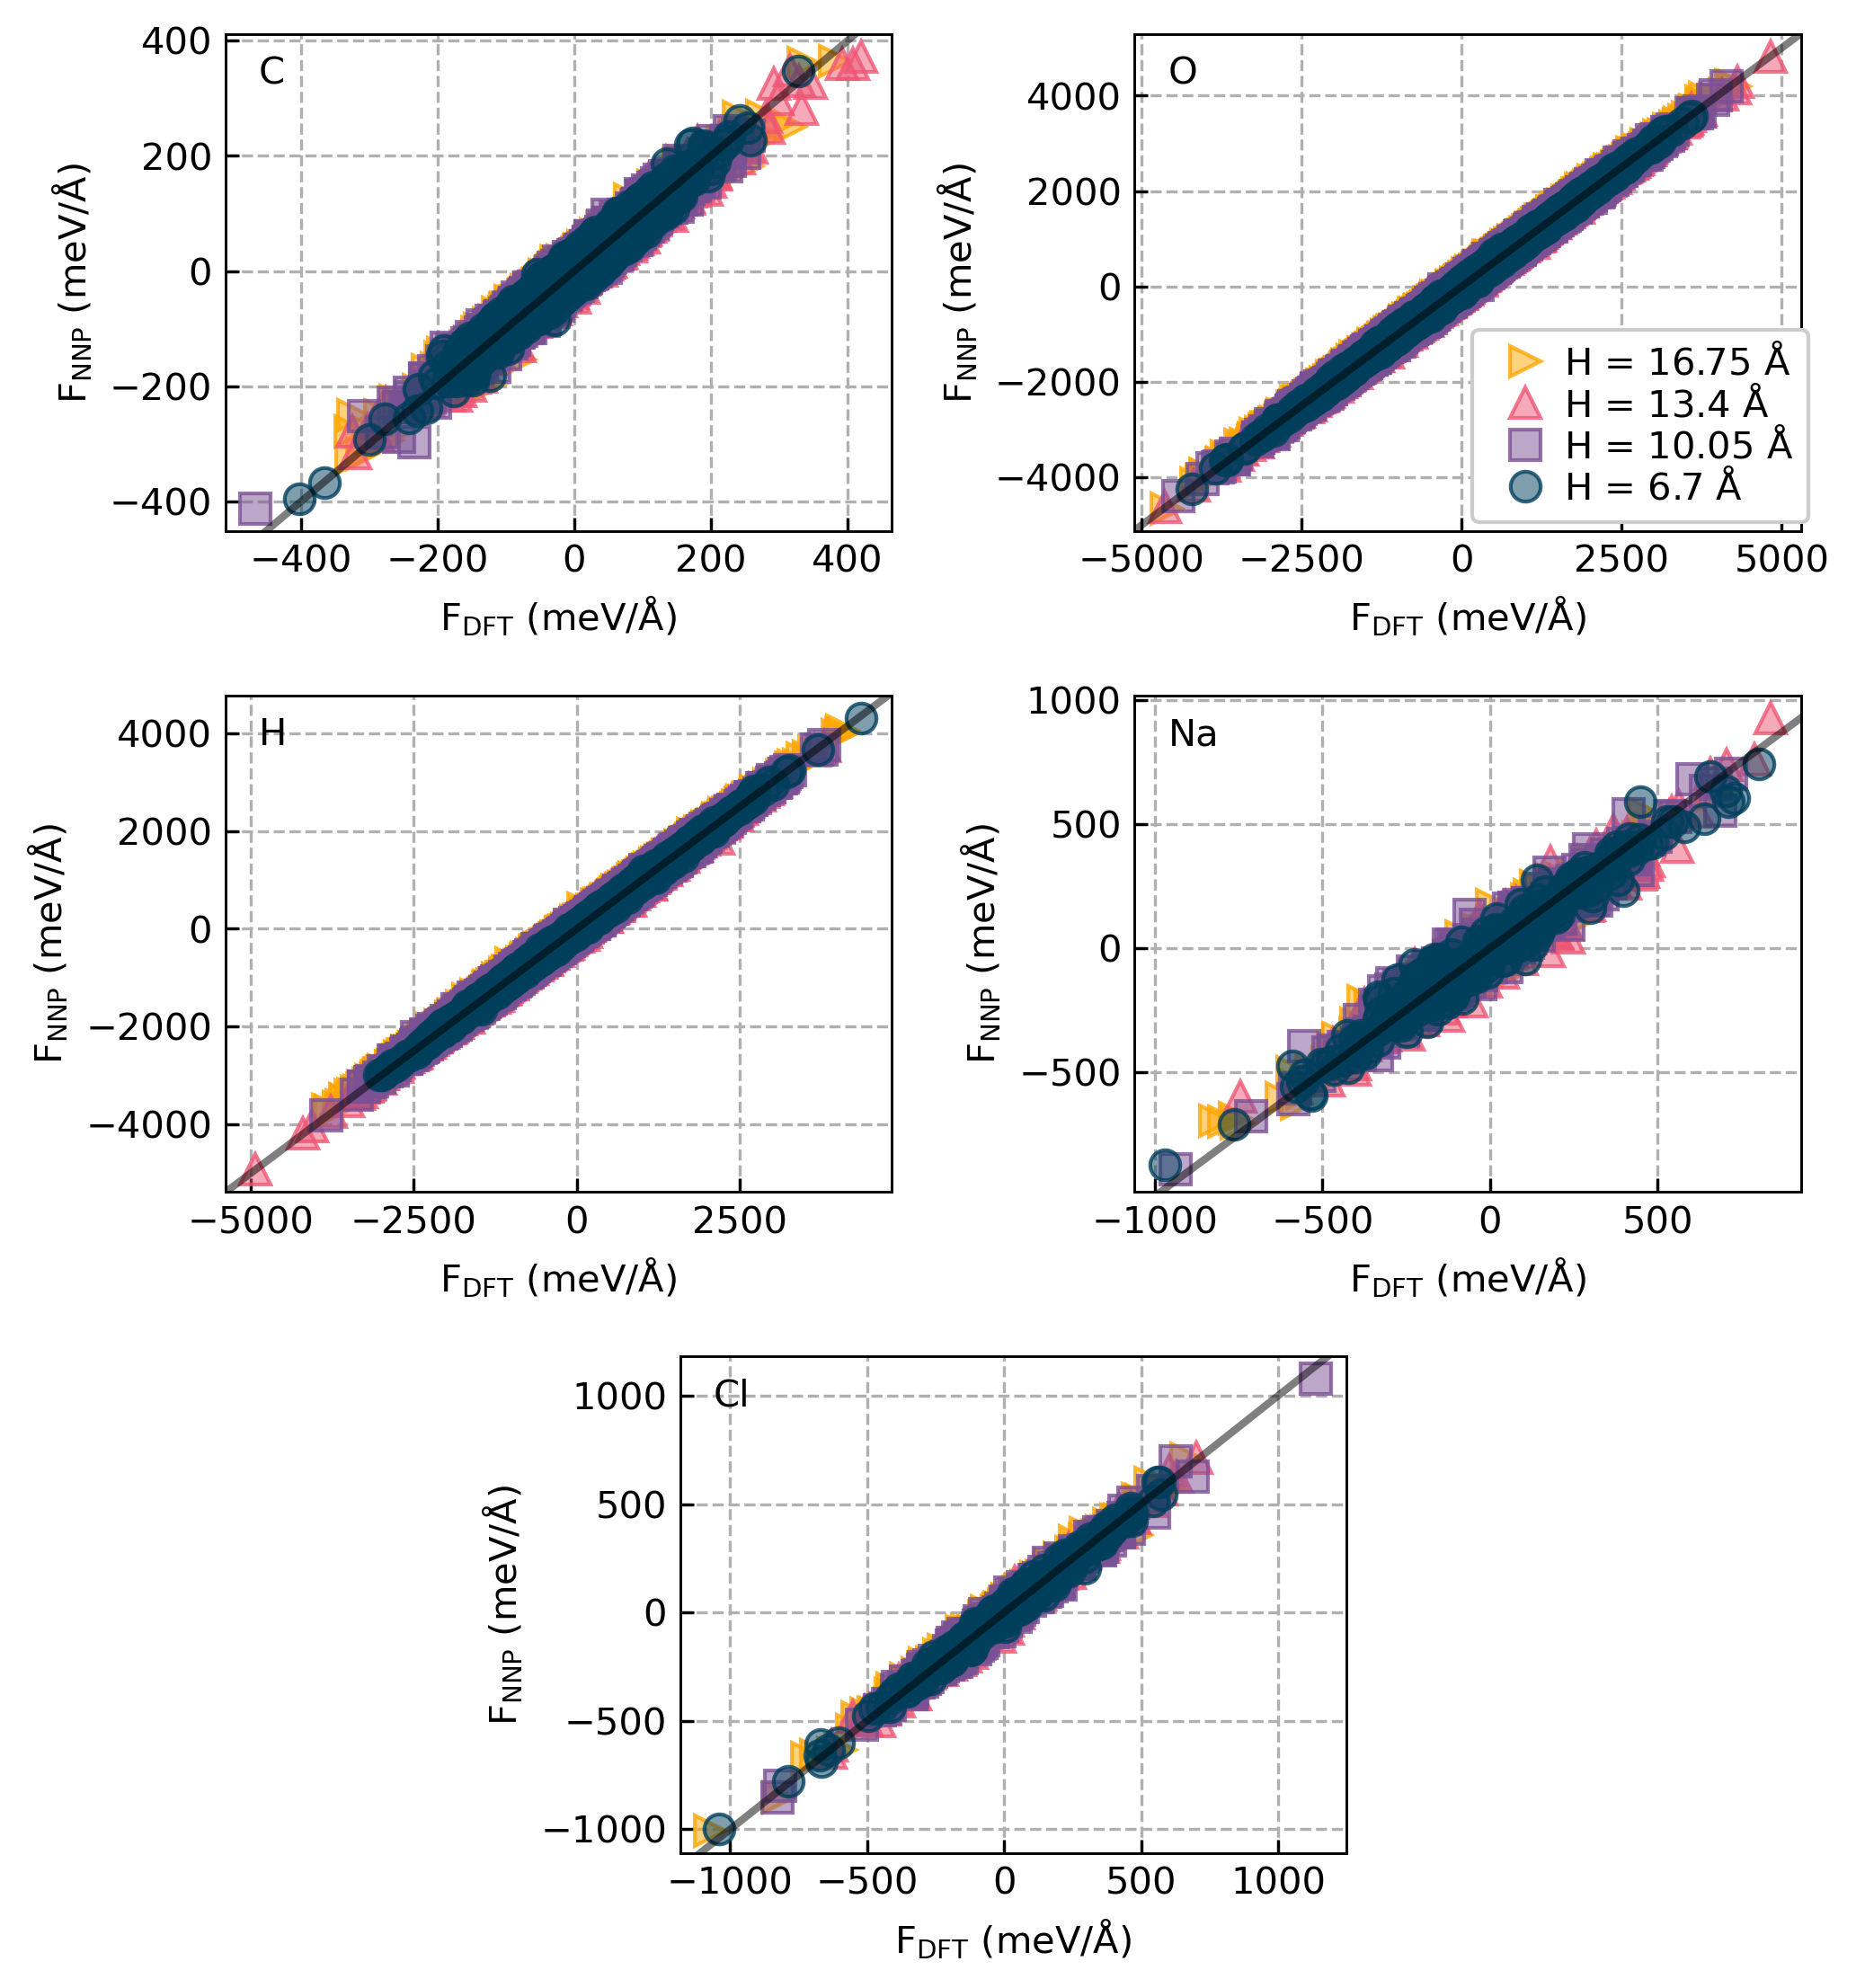 C
400
200
0
−200
−400
F_NNP (meV/Å)
−400 −200 0 200 400
F_DFT (meV/Å)
O
4000
2000
0
−2000
−4000
F_NNP (meV/Å)
H = 16.75 Å
H = 13.4 Å
H = 10.05 Å
H = 6.7 Å
−5000 −2500 0 2500 5000
F_DFT (meV/Å)
H
4000
2000
0
−2000
−4000
F_NNP (meV/Å)
−5000 −2500 0 2500
F_DFT (meV/Å)
Na
1000
500
0
−500
F_NNP (meV/Å)
−1000 −500 0 500
F_DFT (meV/Å)
Cl
1000
500
0
−500
−1000
F_NNP (meV/Å)
−1000 −500 0 500 1000
F_DFT (meV/Å)